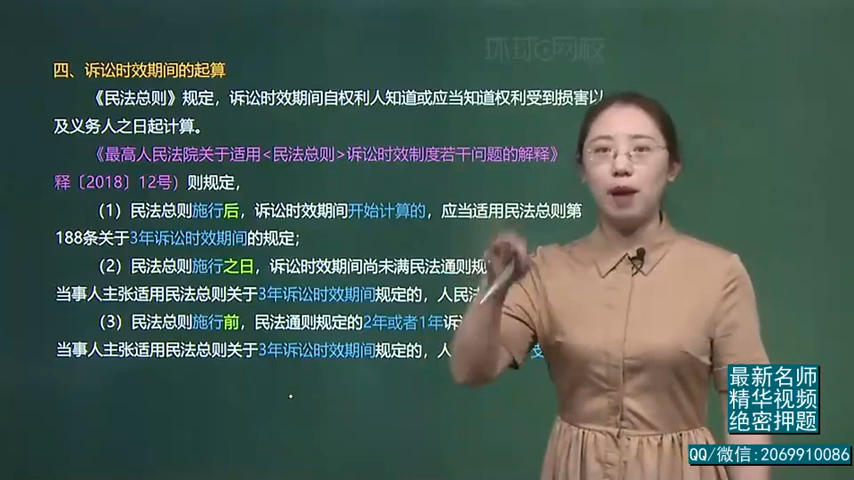 环球网校
四、诉讼时效期间的起算
《民法总则》规定，诉讼时效期间自权利人知道或应当知道权利受到损害以
及义务人之日起计算。
《最高人民法院关于适用<民法总则>诉讼时效制度若干问题的解释》
释〔2018〕12号）则规定，
（1）民法总则施行后，诉讼时效期间开始计算的，应当适用民法总则第
188条关于3年诉讼时效期间的规定；
（2）民法总则施行之日，诉讼时效期间尚未满民法通则规
当事人主张适用民法总则关于3年诉讼时效期间规定的，人民法
（3）民法总则施行前，民法通则规定的2年或者1年诉
当事人主张适用民法总则关于3年诉讼时效期间规定的，人
最新名师
精华视频
绝密押题
QQ/微信:2069910086